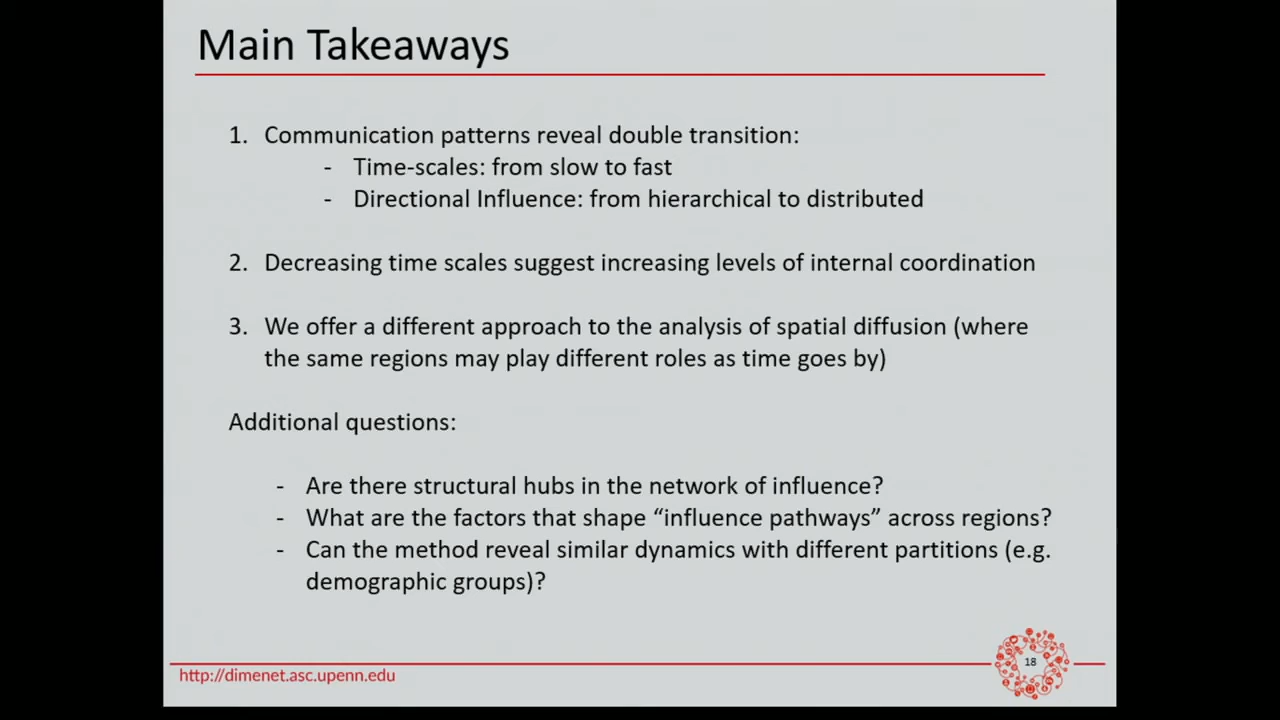 Main Takeaways
1. Communication patterns reveal double transition:
- Time-scales: from slow to fast
- Directional Influence: from hierarchical to distributed
2. Decreasing time scales suggest increasing levels of internal coordination
3. We offer a different approach to the analysis of spatial diffusion (where
the same regions may play different roles as time goes by)
Additional questions:
- Are there structural hubs in the network of influence?
- What are the factors that shape “influence pathways” across regions?
- Can the method reveal similar dynamics with different partitions (e.g.
demographic groups)?
18
http://dimenet.asc.upenn.edu